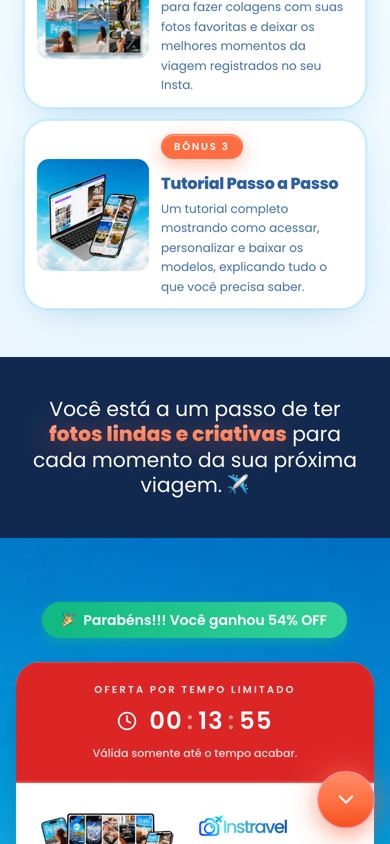 para fazer colagens com suas
fotos favoritas e deixar os
melhores momentos da
viagem registrados no seu
Insta.
BÔNUS 3
Tutorial Passo a Passo
Um tutorial completo
mostrando como acessar,
personalizar e baixar os
modelos, explicando tudo o
que você precisa saber.
Você está a um passo de ter
fotos lindas e criativas para
cada momento da sua próxima
viagem. ✈️
🎉 Parabéns!!! Você ganhou 54% OFF
OFERTA POR TEMPO LIMITADO
00:13:55
Válida somente até o tempo acabar.
Instravel